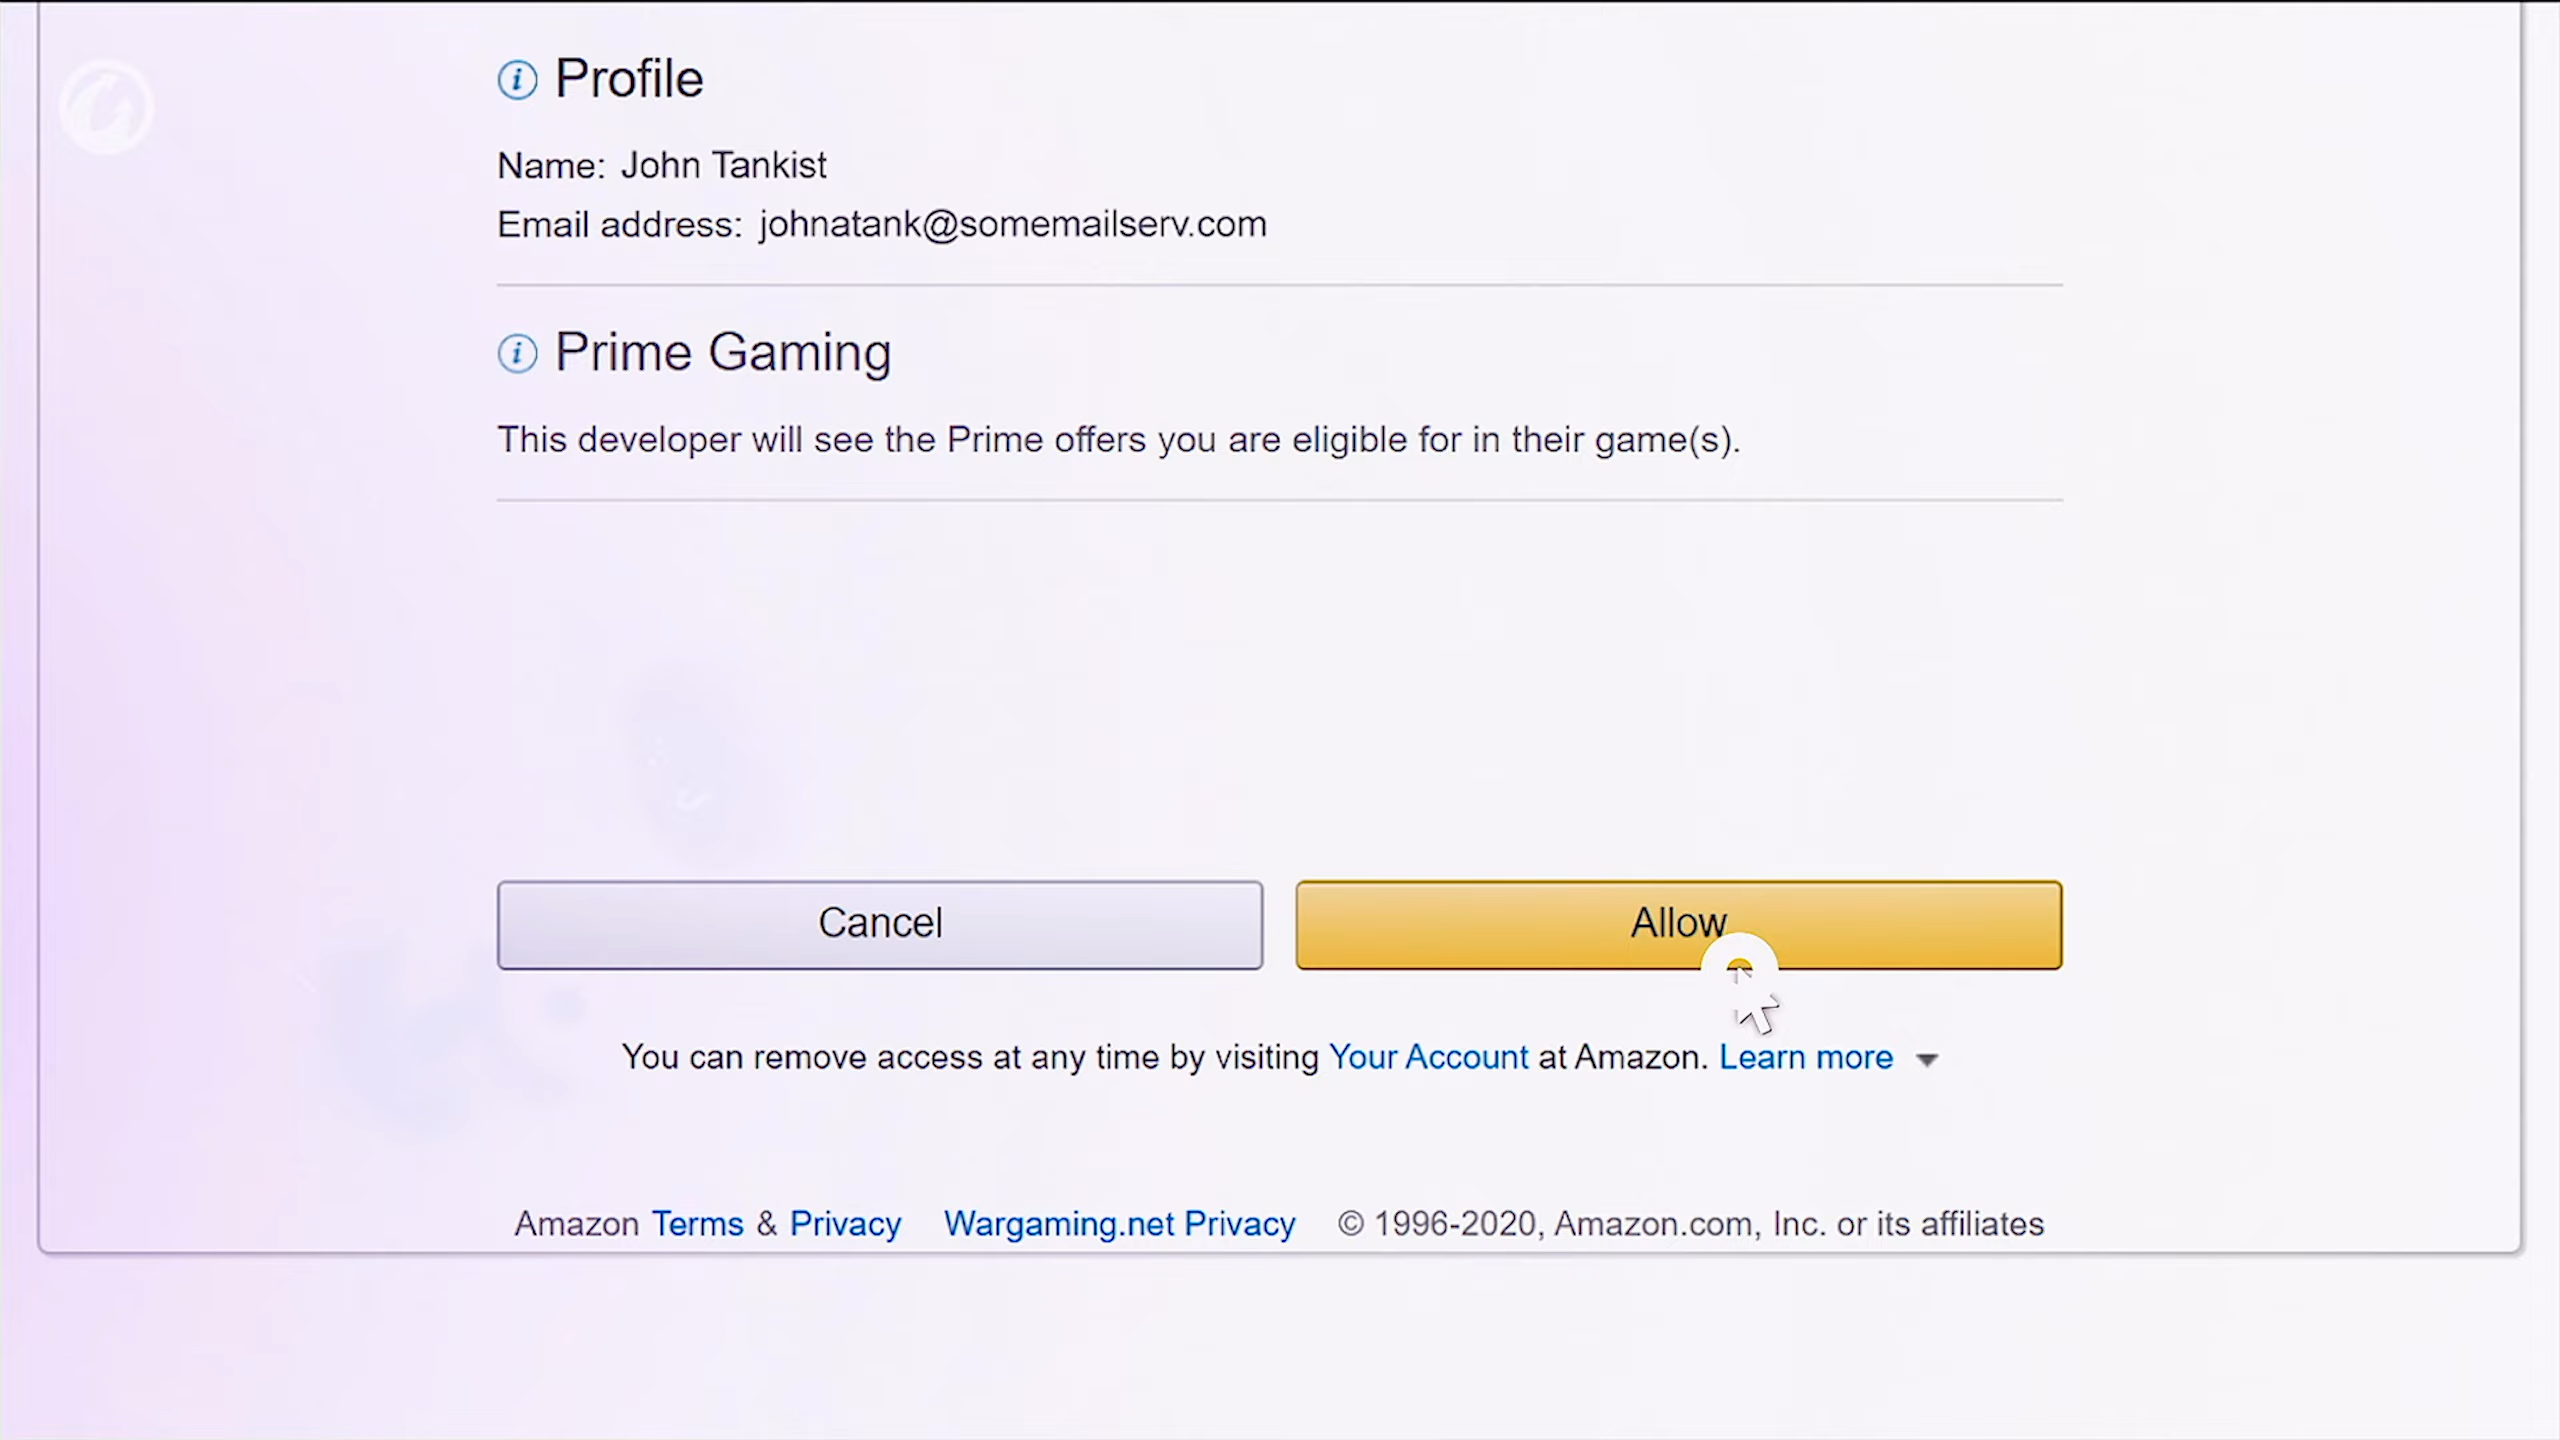 Profile
Name: John Tankist
Email address: johnatank@somemailserv.com
Prime Gaming
This developer will see the Prime offers you are eligible for in their game(s).
Cancel
Allow
You can remove access at any time by visiting Your Account at Amazon. Learn more
Amazon Terms & Privacy Wargaming.net Privacy © 1996-2020, Amazon.com, Inc. or its affiliates